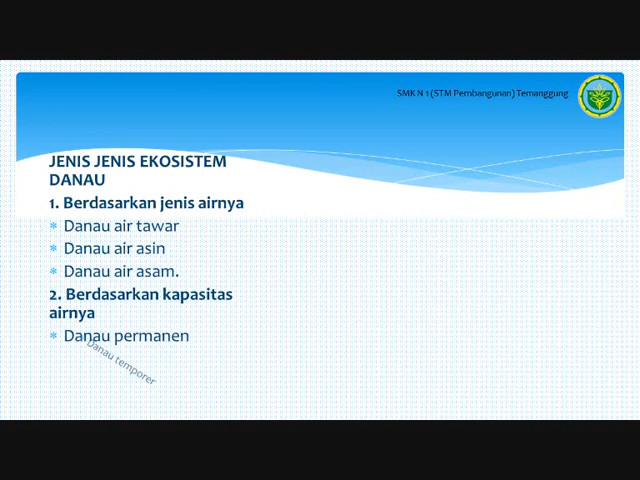 SMK N 1 (STM Pembangunan) Temanggung
JENIS JENIS EKOSISTEM
DANAU
1. Berdasarkan jenis airnya
Danau air tawar
Danau air asin
Danau air asam.
2. Berdasarkan kapasitas
airnya
Danau permanen
Danau temporer